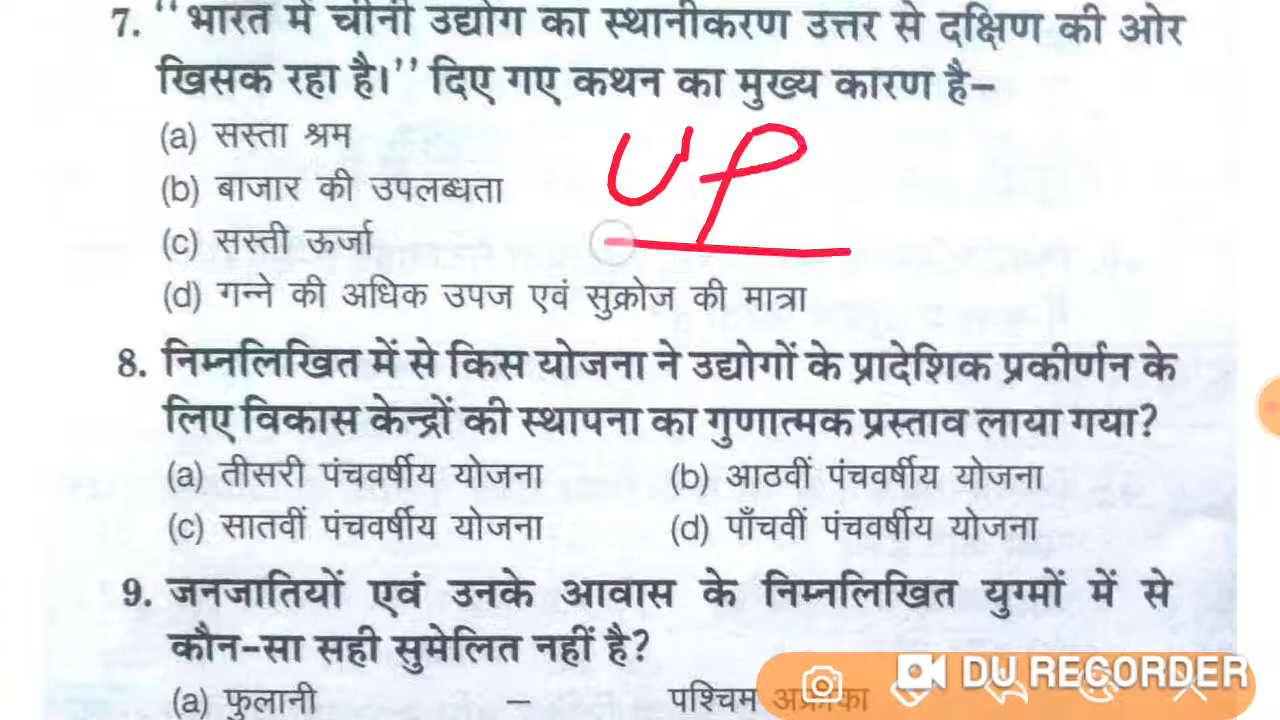 7. "भारत में चीनी उद्योग का स्थानीकरण उत्तर से दक्षिण की ओर
खिसक रहा है।" दिए गए कथन का मुख्य कारण है–
(a) सस्ता श्रम
UP
(b) बाजार की उपलब्धता
(c) सस्ती ऊर्जा
(d) गन्ने की अधिक उपज एवं सुक्रोज की मात्रा
8. निम्नलिखित में से किस योजना ने उद्योगों के प्रादेशिक प्रकीर्णन के
लिए विकास केन्द्रों की स्थापना का गुणात्मक प्रस्ताव लाया गया?
(a) तीसरी पंचवर्षीय योजना (b) आठवीं पंचवर्षीय योजना
(c) सातवीं पंचवर्षीय योजना (d) पाँचवीं पंचवर्षीय योजना
9. जनजातियों एवं उनके आवास के निम्नलिखित युग्मों में से
कौन-सा सही सुमेलित नहीं है?
(a) फुलानी – पश्चिम अफ्रीका
DU RECORDER